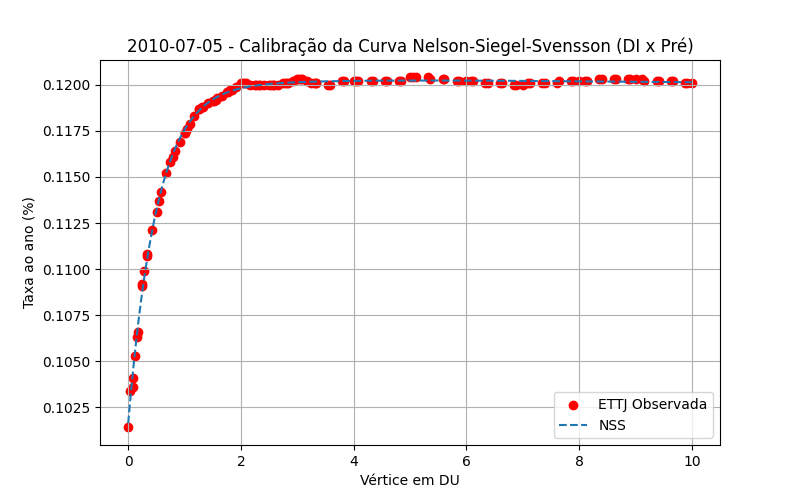 2010-07-05 - Calibração da Curva Nelson-Siegel-Svensson (DI x Pré)
Taxa ao ano (%)
0.1200
0.1175
0.1150
0.1125
0.1100
0.1075
0.1050
0.1025
0
2
4
6
8
10
Vértice em DU
ETTJ Observada
NSS